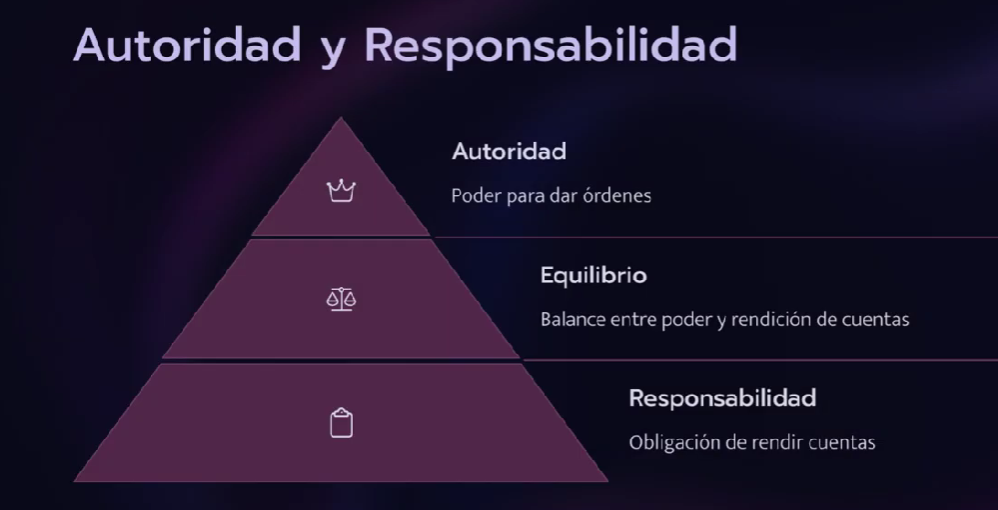 Autoridad y Responsabilidad
Autoridad
Poder para dar órdenes
Equilibrio
Balance entre poder y rendición de cuentas
Responsabilidad
Obligación de rendir cuentas